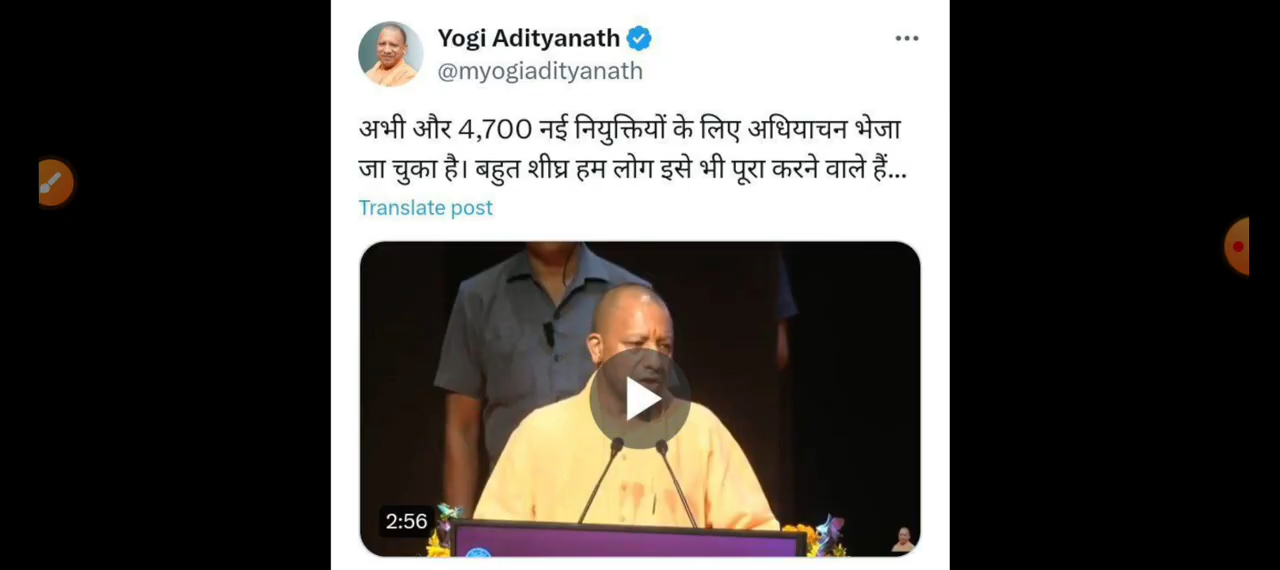 Yogi Adityanath
@myogiadityanath
अभी और 4,700 नई नियुक्तियों के लिए अधियाचन भेजा
जा चुका है। बहुत शीघ्र हम लोग इसे भी पूरा करने वाले हैं...
Translate post
2:56